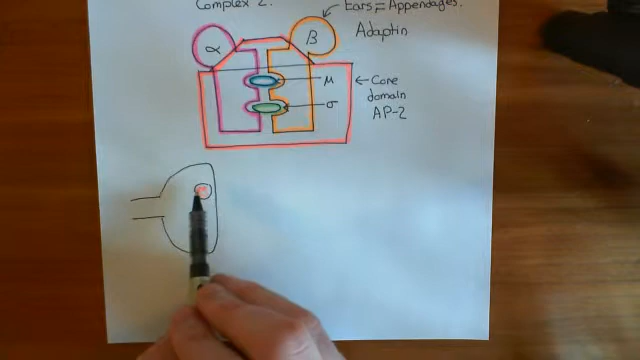 Complex 2.
Ears = Appendages.
α
β
Adaptin
μ
σ
Core
domain
AP-2